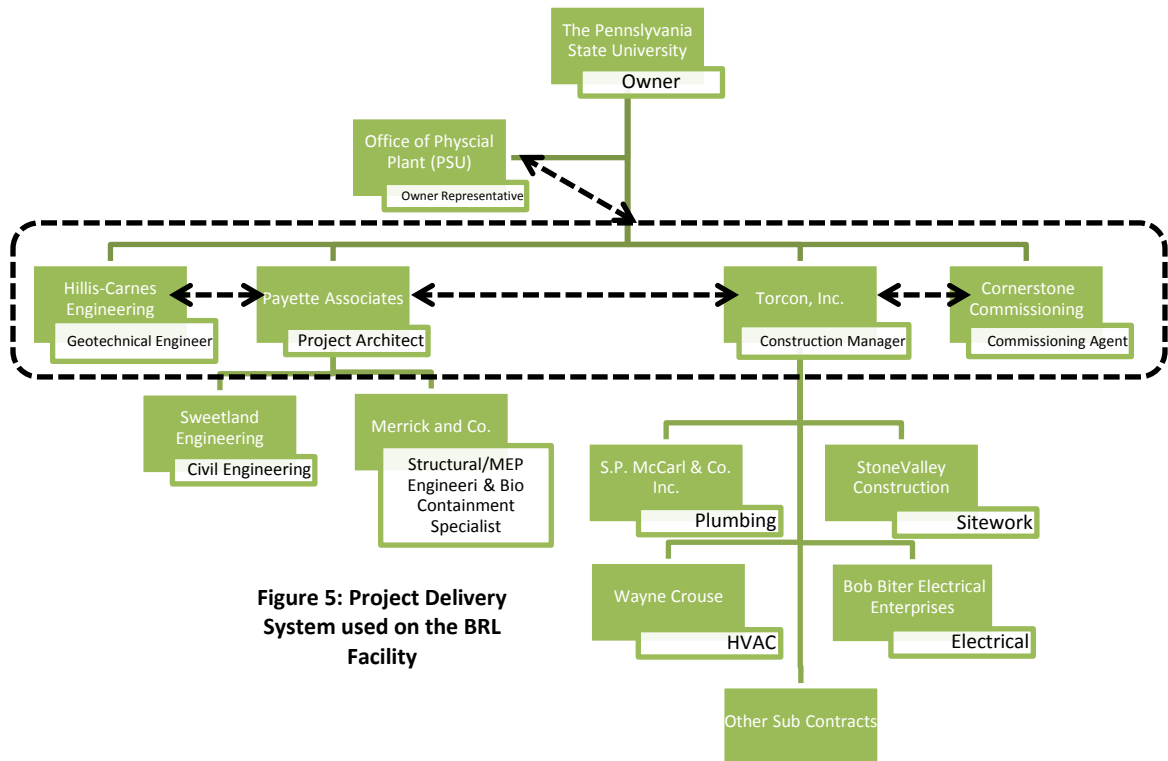 The Pennslyvania
State University
Owner
Office of Physcial
Plant (PSU)
Owner Representative
Hillis-Carnes
Engineering
Geotechnical Engineer
Payette Associates
Project Architect
Torcon, Inc.
Construction Manager
Cornerstone
Commissioning
Commissioning Agent
Sweetland
Engineering
Civil Engineering
Merrick and Co.
Structural/MEP
Engineeri & Bio
Containment
Specialist
S.P. McCarl & Co.
Inc.
Plumbing
StoneValley
Construction
Sitework
Wayne Crouse
HVAC
Bob Biter Electrical
Enterprises
Electrical
Other Sub Contracts
Figure 5: Project Delivery
System used on the BRL
Facility